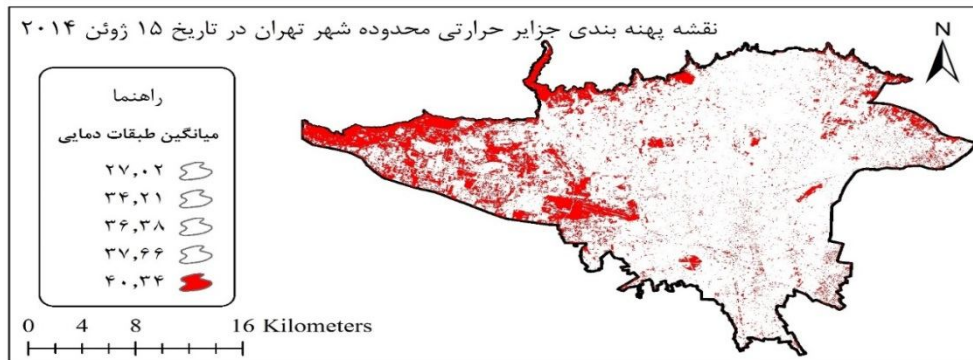 نقشه پهنه بندی جزایر حرارتی محدوده شهر تهران در تاریخ ۱۵ ژوئن ۲۰۱۴
N
راهنما
میانگین طبقات دمایی
۲۷,۰۲
۳۴,۲۱
۳۶,۳۸
۳۷,۶۶
۴۰,۳۴
0 4 8 16 Kilometers